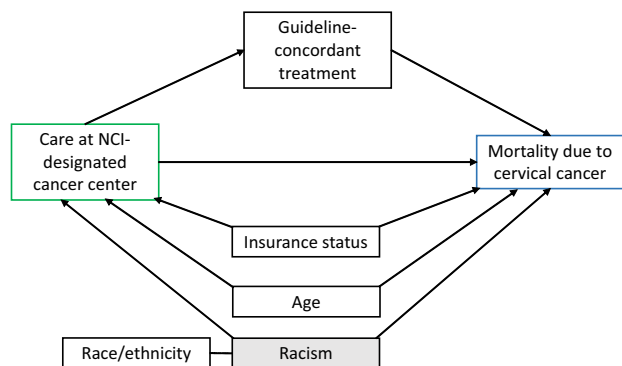 Guideline-
concordant
treatment
Care at NCI-
designated
cancer center
Mortality due to
cervical cancer
Insurance status
Age
Race/ethnicity
Racism